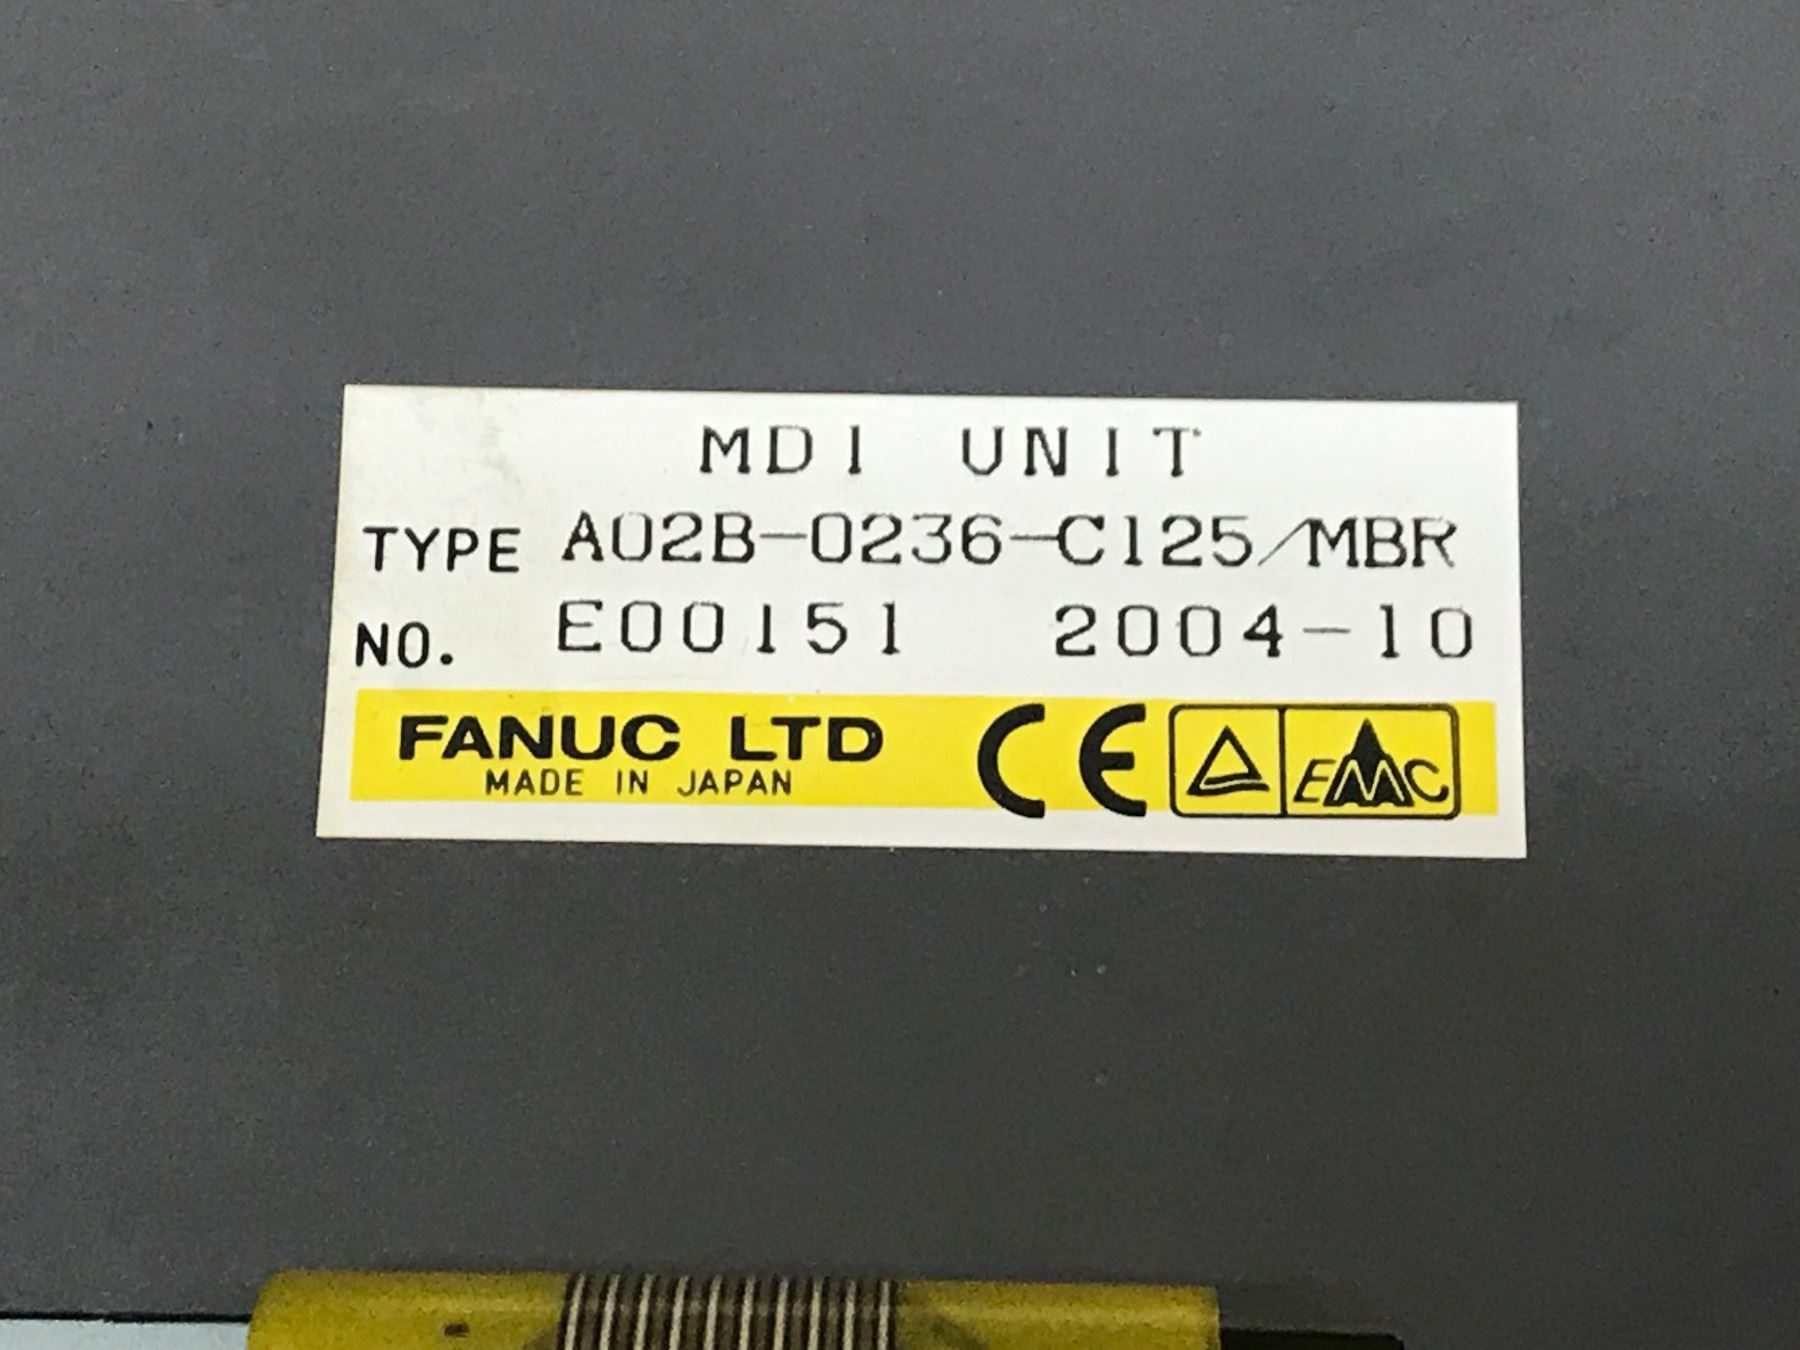 MDI UNIT
TYPE A02B-0236-C125/MBR
NO. E00151 2004-10
FANUC LTD CE EMC
MADE IN JAPAN